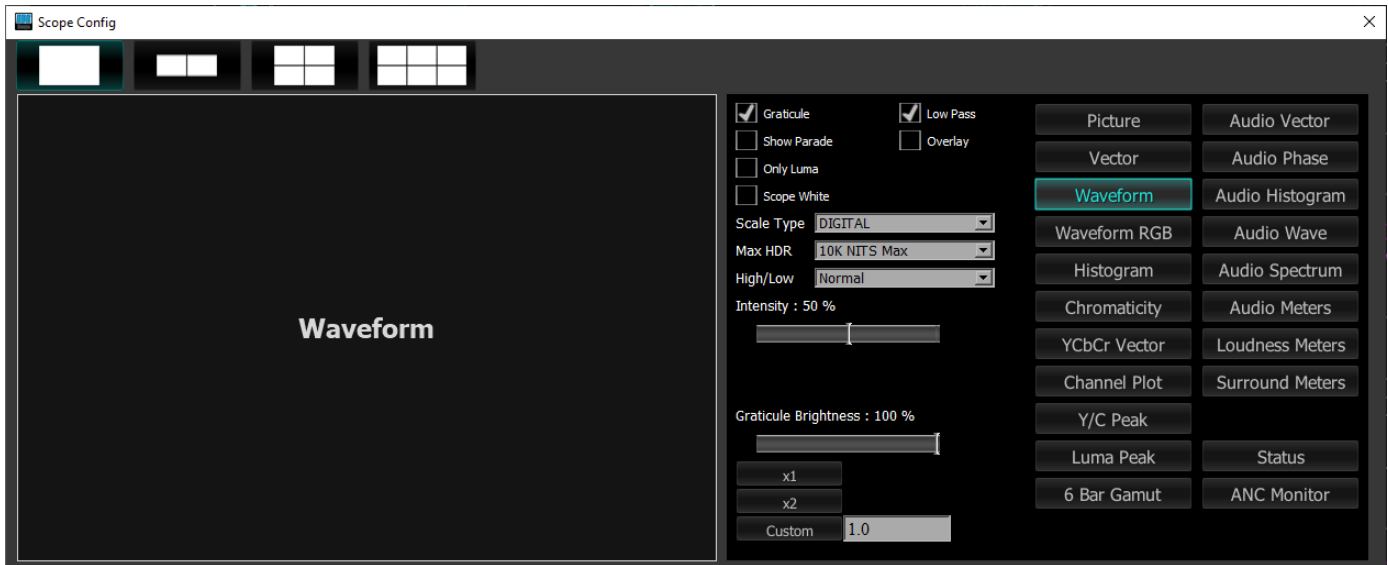 Scope Config
Waveform
Graticule
Low Pass
Show Parade
Overlay
Only Luma
Scope White
Scale Type DIGITAL
Max HDR 10K NITS Max
High/Low Normal
Intensity : 50 %
Graticule Brightness : 100 %
x1
x2
Custom 1.0
Picture
Vector
Waveform
Waveform RGB
Histogram
Chromaticity
YCbCr Vector
Channel Plot
Y/C Peak
Luma Peak
6 Bar Gamut
Audio Vector
Audio Phase
Audio Histogram
Audio Wave
Audio Spectrum
Audio Meters
Loudness Meters
Surround Meters
Status
ANC Monitor